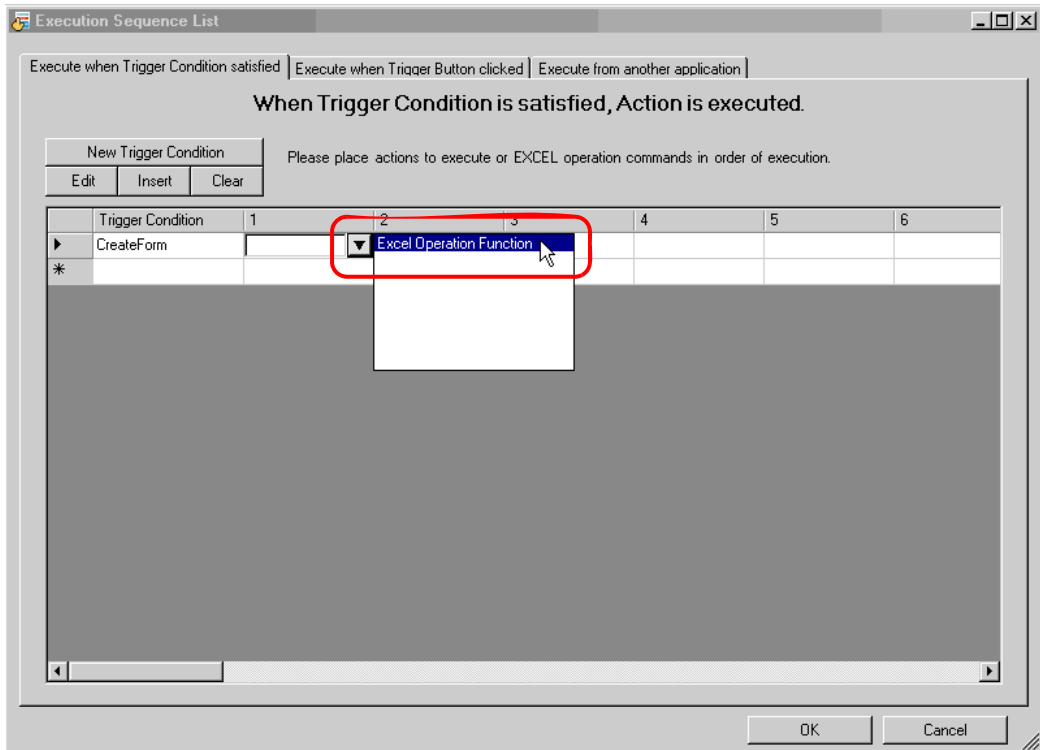 Execution Sequence List
Execute when Trigger Condition satisfied Execute when Trigger Button clicked Execute from another application
When Trigger Condition is satisfied, Action is executed.
New Trigger Condition
Please place actions to execute or EXCEL operation commands in order of execution.
Edit Insert Clear
Trigger Condition 1 2 3 4 5 6
CreateForm Excel Operation Function
OK Cancel